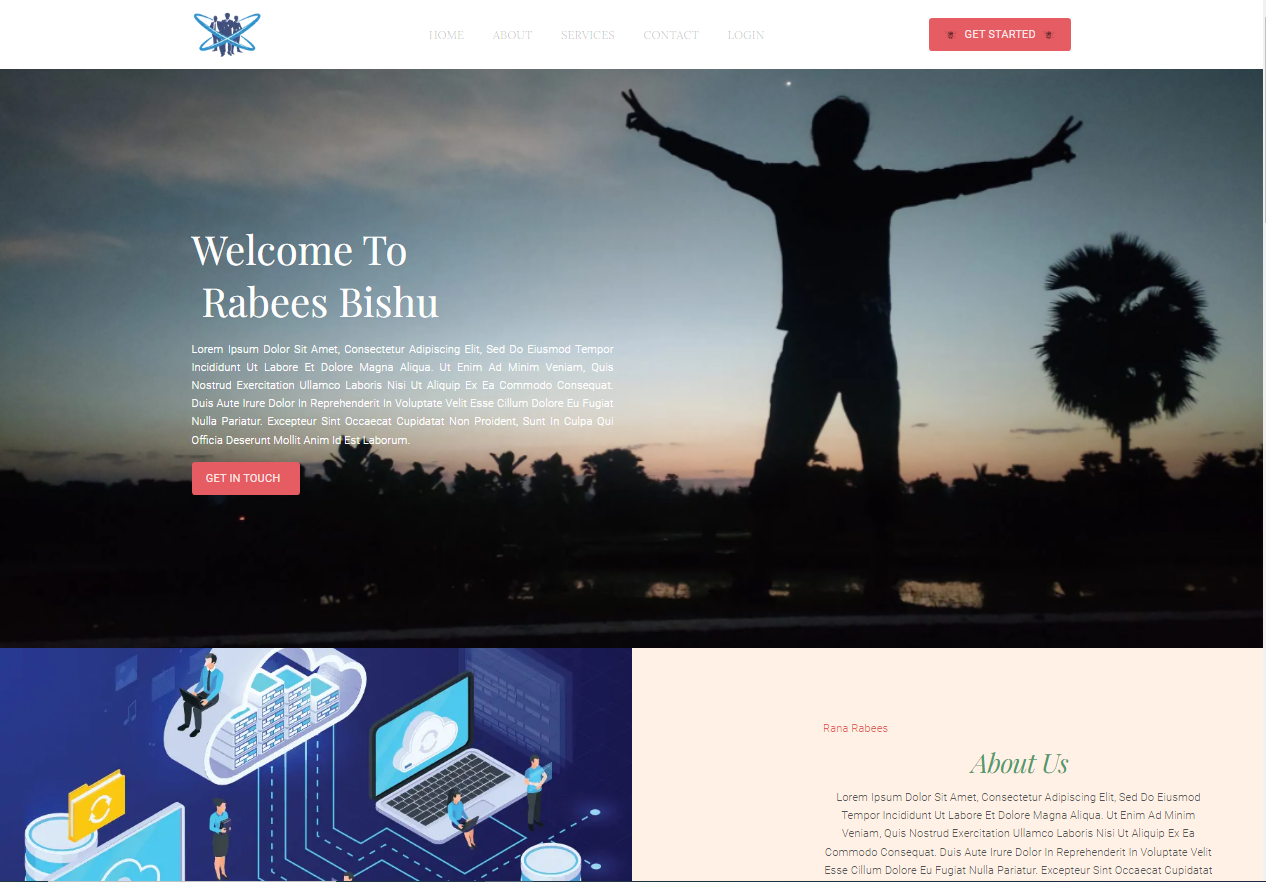 HOME ABOUT SERVICES CONTACT LOGIN GET STARTED
Welcome To
Rabees Bishu
Lorem Ipsum Dolor Sit Amet, Consectetur Adipiscing Elit, Sed Do Eiusmod Tempor
Incididunt Ut Labore Et Dolore Magna Aliqua. Ut Enim Ad Minim Veniam, Quis
Nostrud Exercitation Ullamco Laboris Nisi Ut Aliquip Ex Ea Commodo Consequat.
Duis Aute Irure Dolor In Reprehenderit In Voluptate Velit Esse Cillum Dolore Eu Fugiat
Nulla Pariatur. Excepteur Sint Occaecat Cupidatat Non Proident, Sunt In Culpa Qui
Officia Deserunt Mollit Anim Id Est Laborum.
GET IN TOUCH
Rana Rabees
About Us
Lorem Ipsum Dolor Sit Amet, Consectetur Adipiscing Elit, Sed Do Eiusmod
Tempor Incididunt Ut Labore Et Dolore Magna Aliqua. Ut Enim Ad Minim
Veniam, Quis Nostrud Exercitation Ullamco Laboris Nisi Ut Aliquip Ex Ea
Commodo Consequat. Duis Aute Irure Dolor In Reprehenderit In Voluptate Velit
Esse Cillum Dolore Eu Fugiat Nulla Pariatur. Excepteur Sint Occaecat Cupidatat